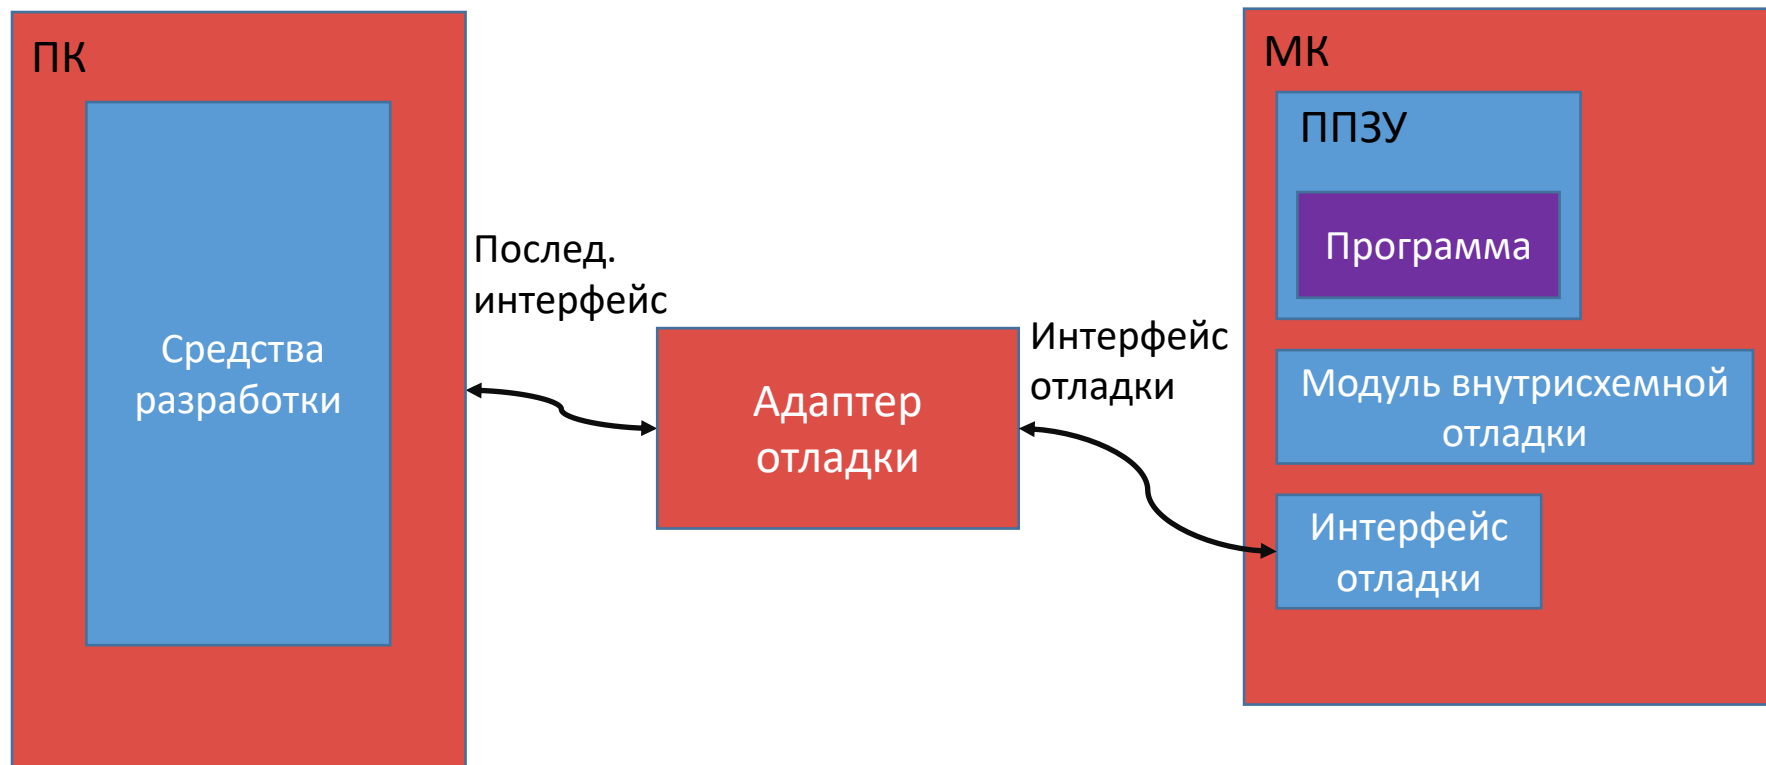 ПК
Средства
разработки
Послед.
интерфейс
Адаптер
отладки
Интерфейс
отладки
МК
ППЗУ
Программа
Модуль внутрисхемной
отладки
Интерфейс
отладки